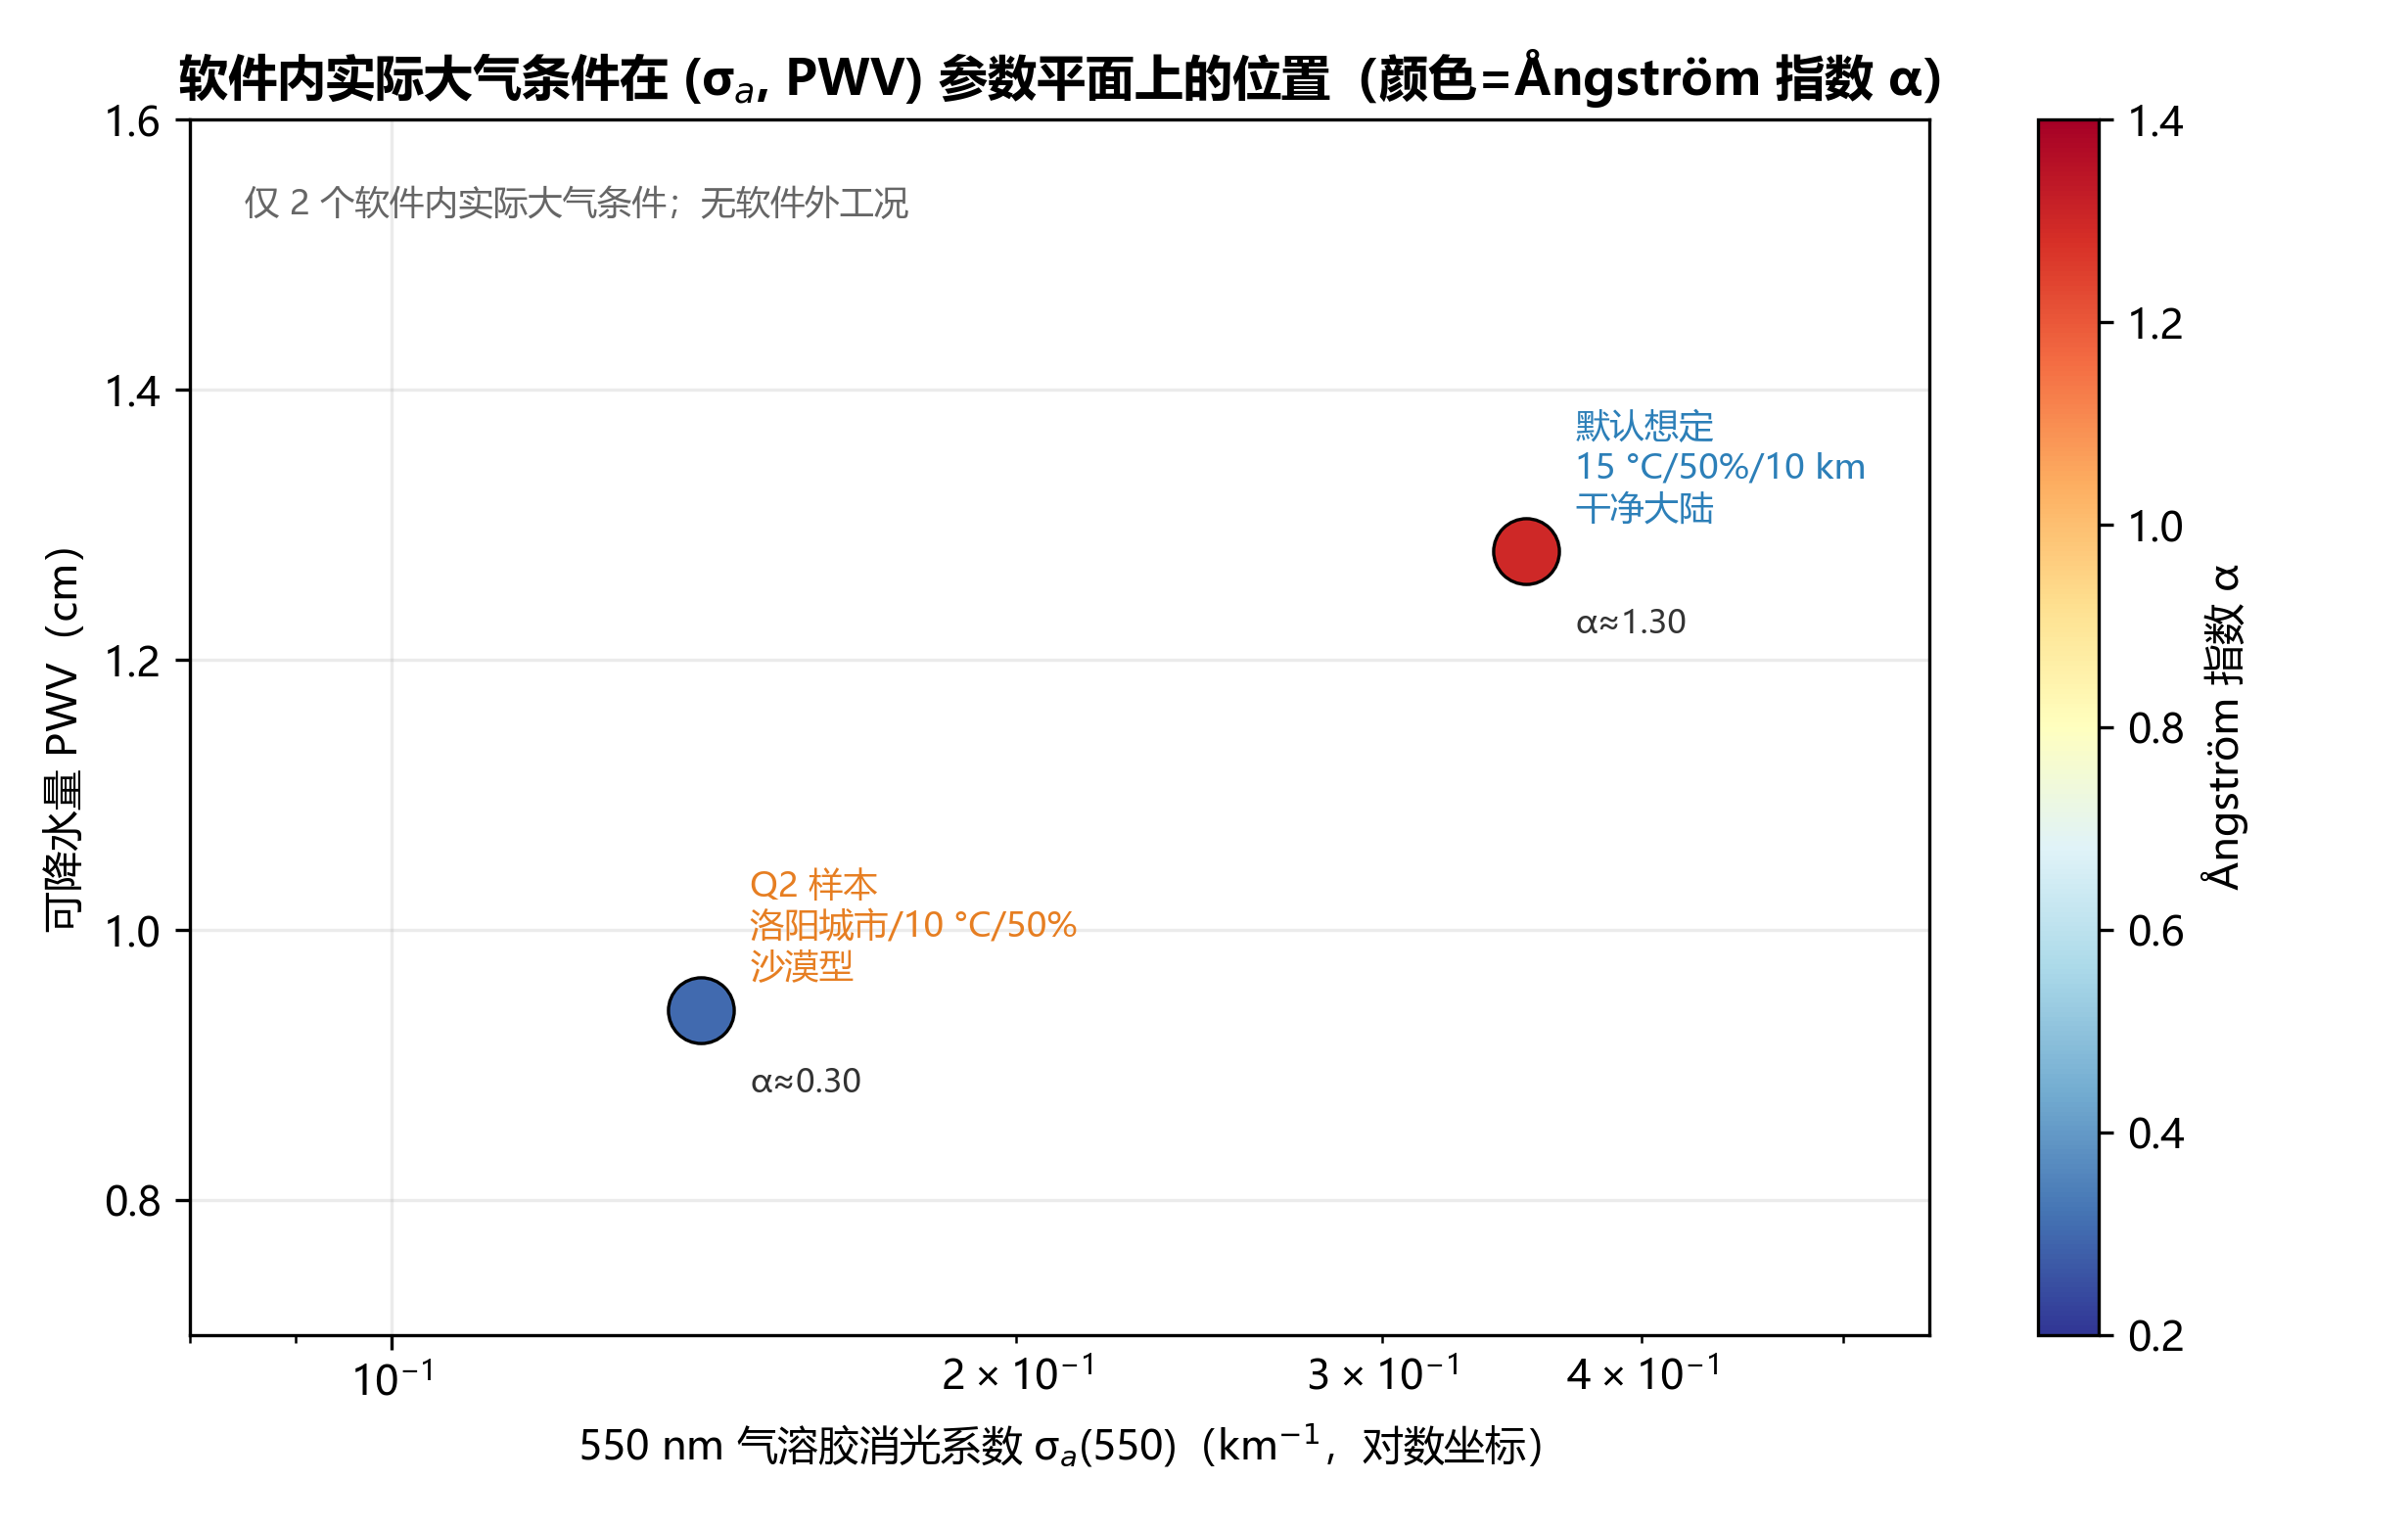 软件内实际大气条件在 (σₐ, PWV) 参数平面上的位置（颜色=Ångström 指数 α)
仅 2 个软件内实际大气条件；无软件外工况
默认想定
15 °C/50%/10 km
干净大陆
α≈1.30
Q2 样本
洛阳城市/10 °C/50%
沙漠型
α≈0.30
可降水量 PWV（cm）
1.6
1.4
1.2
1.0
0.8
10⁻¹
2 × 10⁻¹
3 × 10⁻¹
4 × 10⁻¹
550 nm 气溶胶消光系数 σₐ(550)（km⁻¹，对数坐标）
1.4
1.2
1.0
0.8
0.6
0.4
0.2
Ångström 指数 α